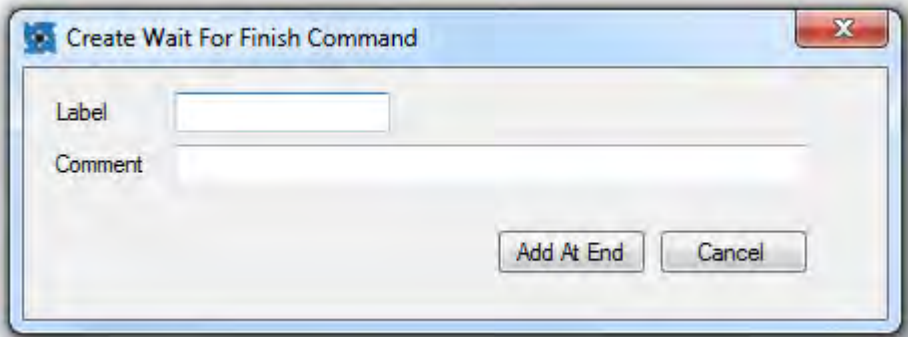 Create Wait For Finish Command
X
Label
Comment
Add At End
Cancel